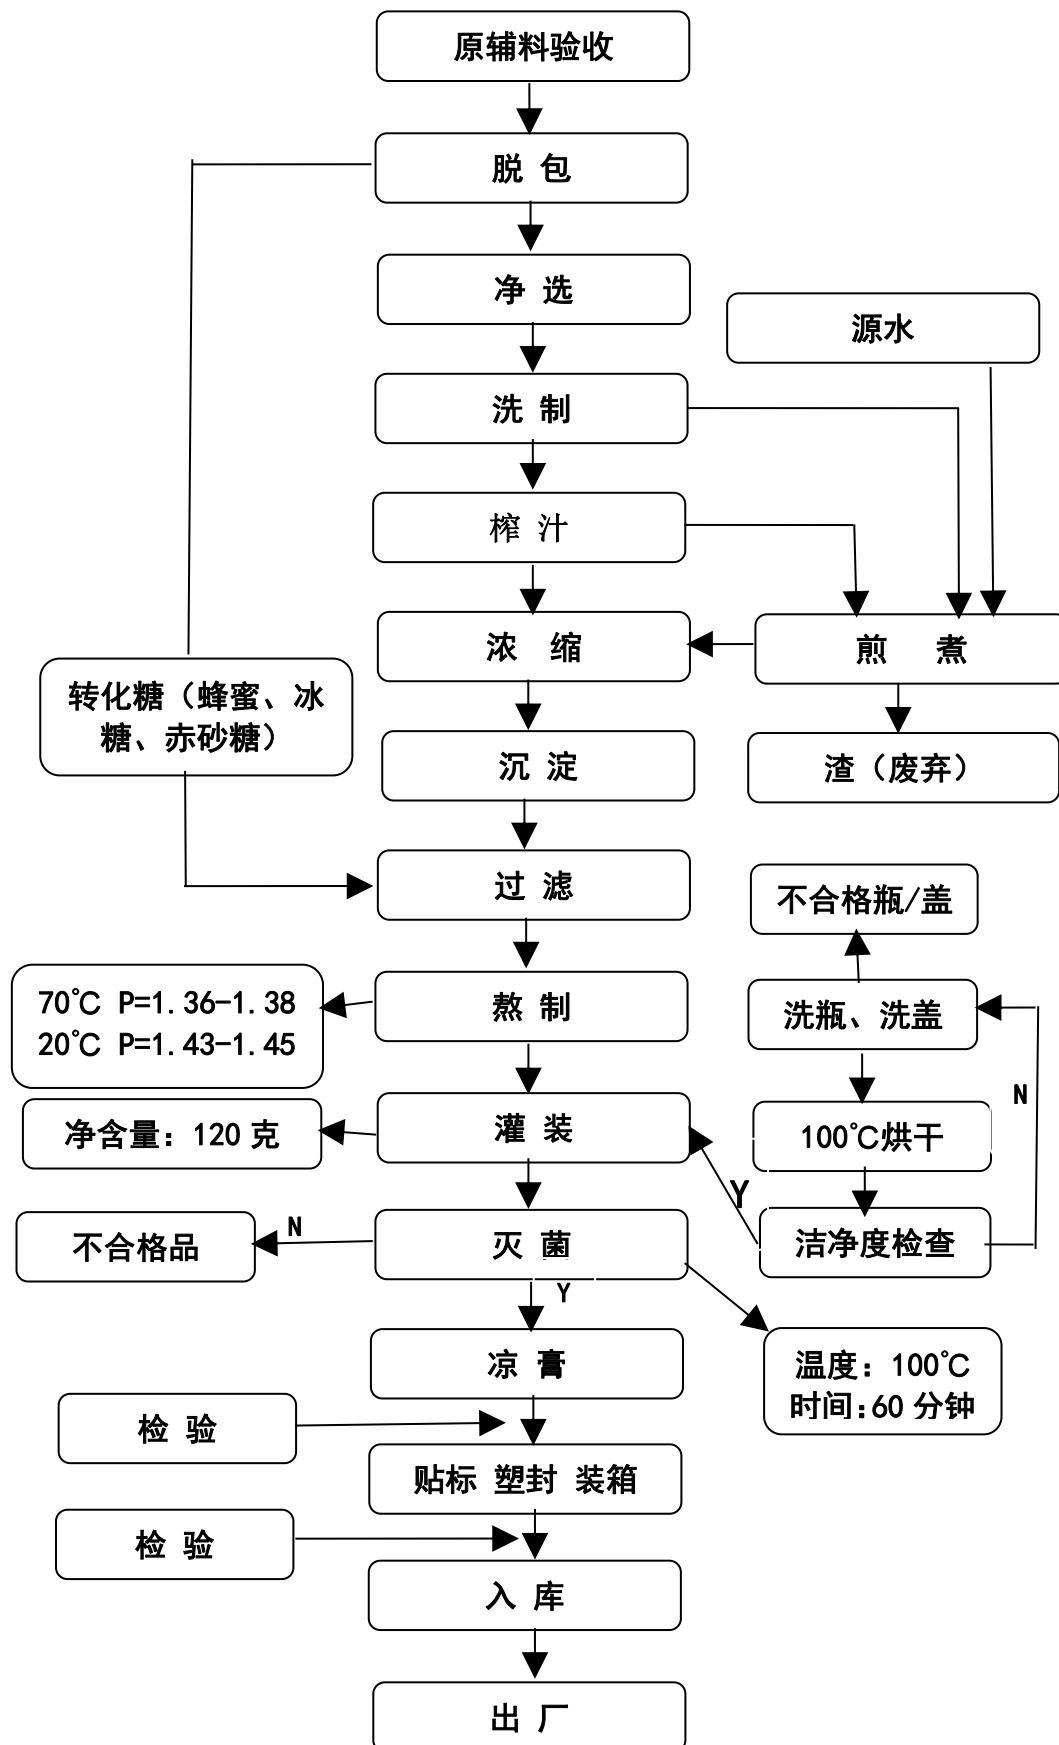 原辅料验收
脱 包
净 选
源水
洗 制
榨 汁
浓 缩
煎 煮
转化糖（蜂蜜、冰
糖、赤砂糖）
沉 淀
渣（废弃）
过 滤
不合格瓶/盖
70℃ P=1.36-1.38
20℃ P=1.43-1.45
熬 制
洗瓶、洗盖
N
净含量：120 克
灌 装
100℃烘干
Y
不合格品
N
灭 菌
洁净度检查
Y
凉 膏
温度：100℃
时间:60 分钟
检 验
贴标 塑封 装箱
检 验
入 库
出 厂